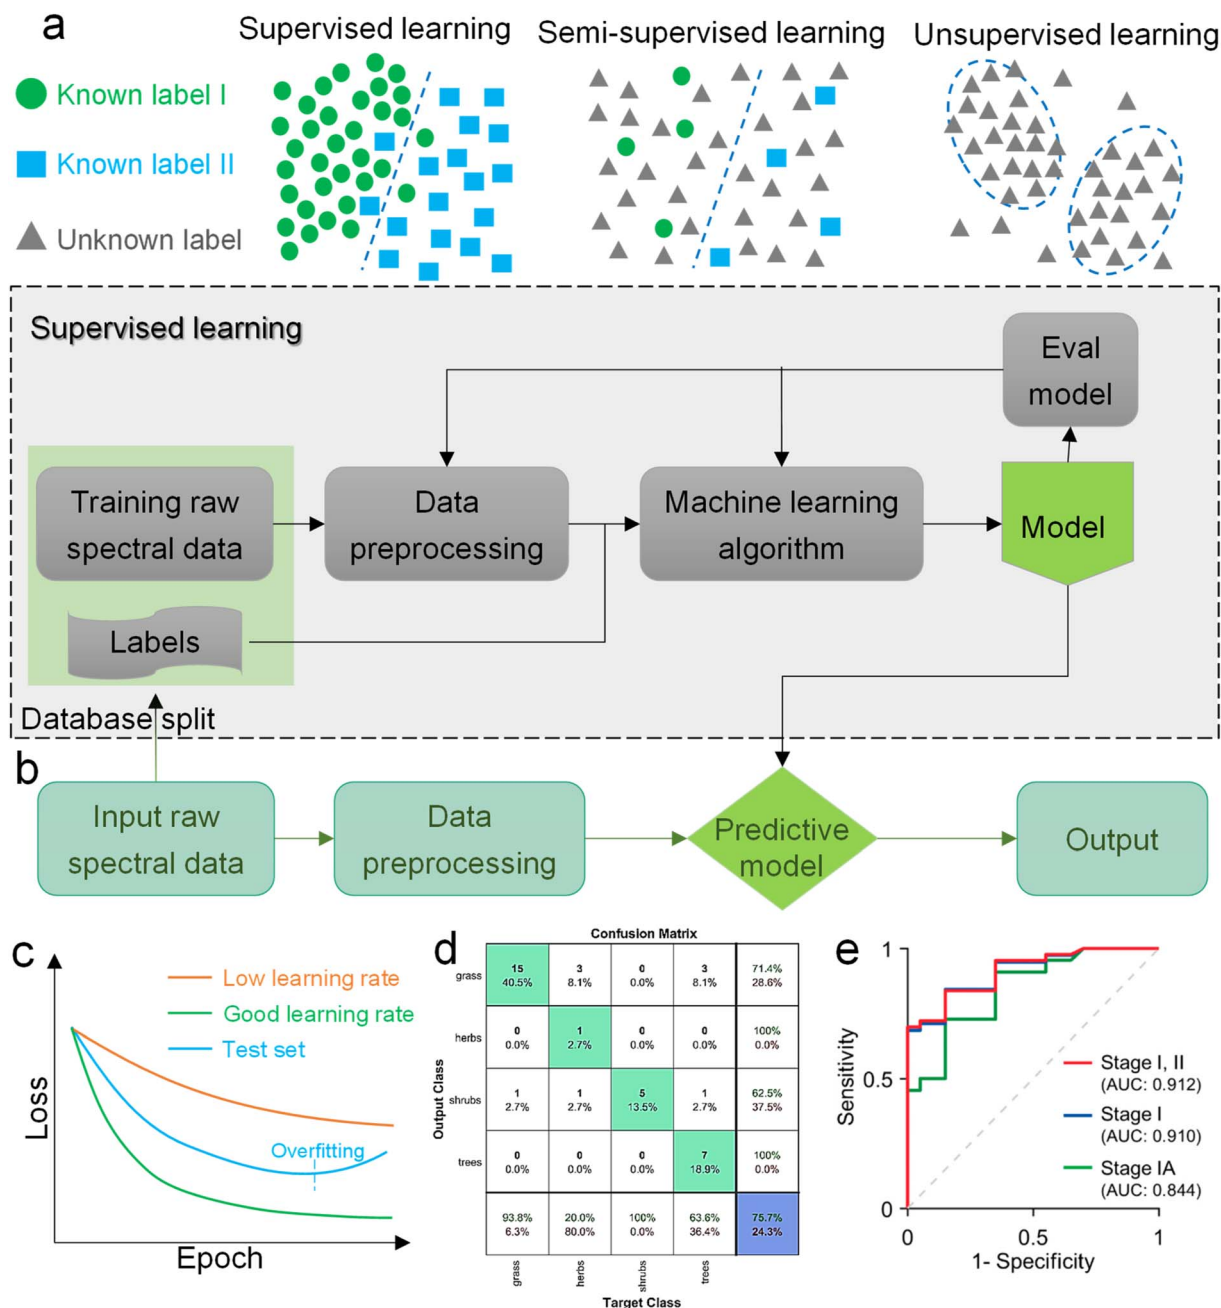 a
Supervised learning
Semi-supervised learning
Unsupervised learning
Known label I
Known label II
Unknown label
Supervised learning
Eval
model
Training raw
spectral data
Data
preprocessing
Machine learning
algorithm
Model
Labels
Database split
b
Input raw
spectral data
Data
preprocessing
Predictive
model
Output
c
Low learning rate
Good learning rate
Test set
Overfitting
Loss
Epoch
d
Confusion Matrix
grass
15 3 0 3 71.4%
40.5% 8.1% 0.0% 8.1% 28.6%
herbs
0 1 0 0 100%
0.0% 2.7% 0.0% 0.0% 0.0%
shrubs
1 1 5 1 62.5%
2.7% 2.7% 13.5% 2.7% 37.5%
trees
0 0 0 7 100%
0.0% 0.0% 0.0% 18.9% 0.0%
93.8% 20.0% 100% 63.6% 75.7%
6.3% 80.0% 0.0% 36.4% 24.3%
grass herbs shrubs trees
Output Class
Target Class
e
1
0.5
0
Sensitivity
Stage I, II
(AUC: 0.912)
Stage I
(AUC: 0.910)
Stage IA
(AUC: 0.844)
0 0.5 1
1- Specificity